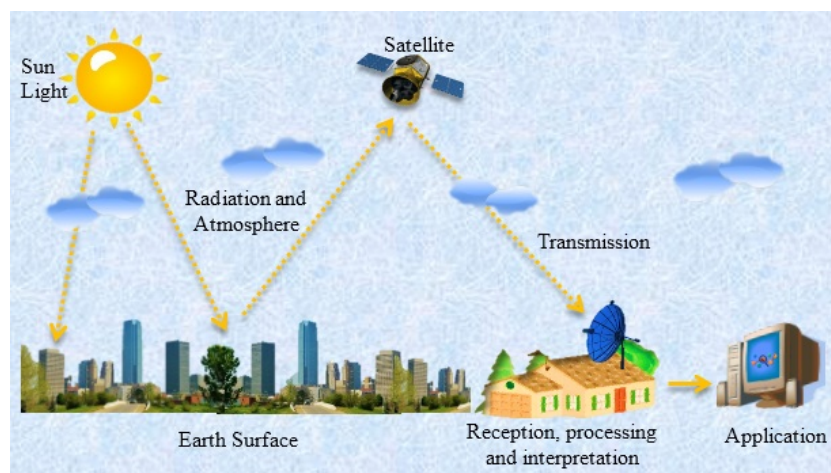 Satellite
Sun
Light
Radiation and
Atmosphere
Transmission
Earth Surface
Reception, processing
and interpretation
Application